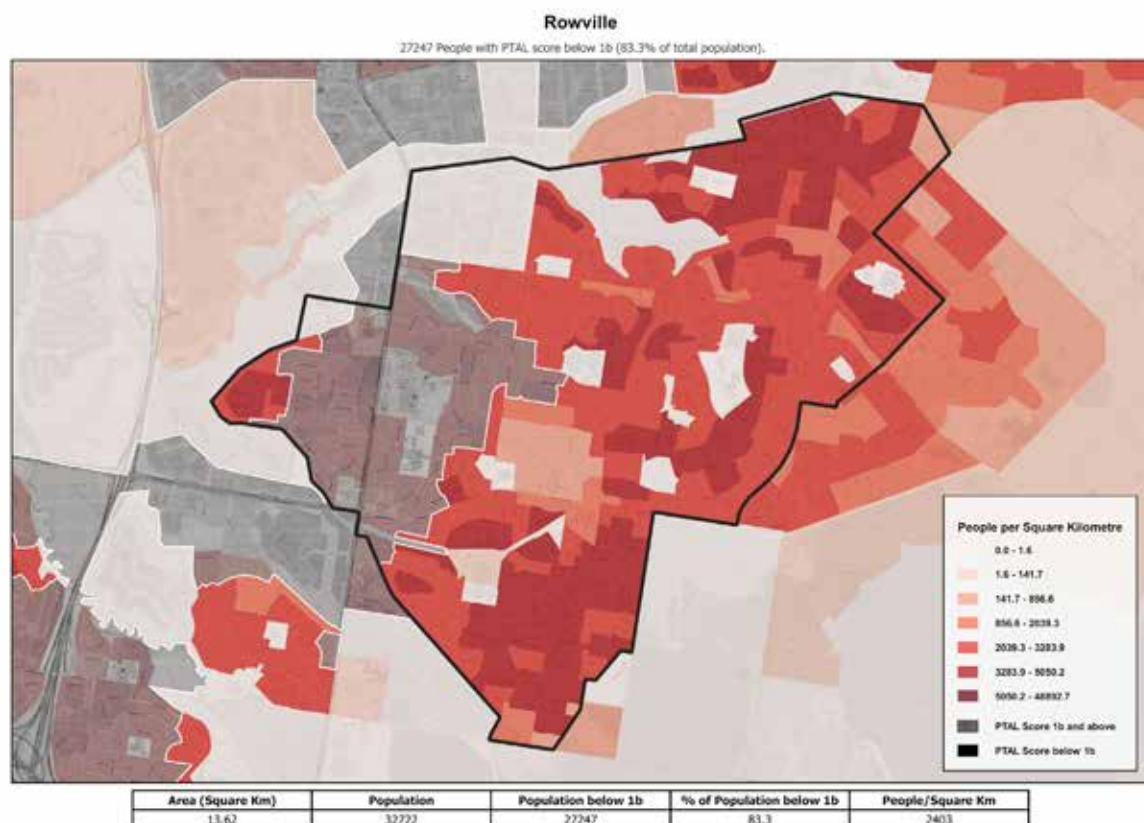 Rowville
27247 People with PTAL score below 1b (83.3% of total population).
People per Square Kilometre
0.0 - 1.6
1.6 - 141.7
141.7 - 856.6
856.6 - 2039.3
2039.3 - 3283.9
3283.9 - 5050.2
5050.2 - 48892.7
PTAL Score 1b and above
PTAL Score below 1b
Area (Square Km) Population Population below 1b % of Population below 1b People/Square Km
13.62 32722 27247 83.3 2403